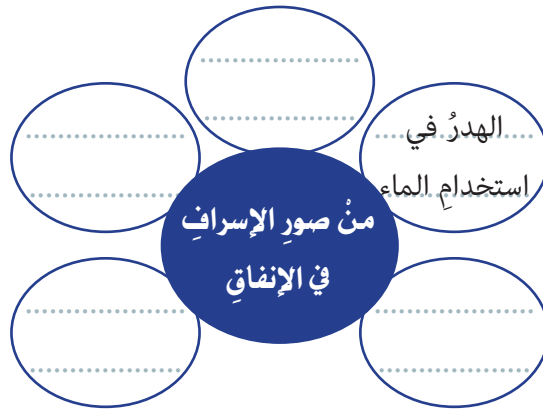 الهدرُ في
استخدامِ الماء
منْ صورِ الإسرافِ
في الإنفاقِ